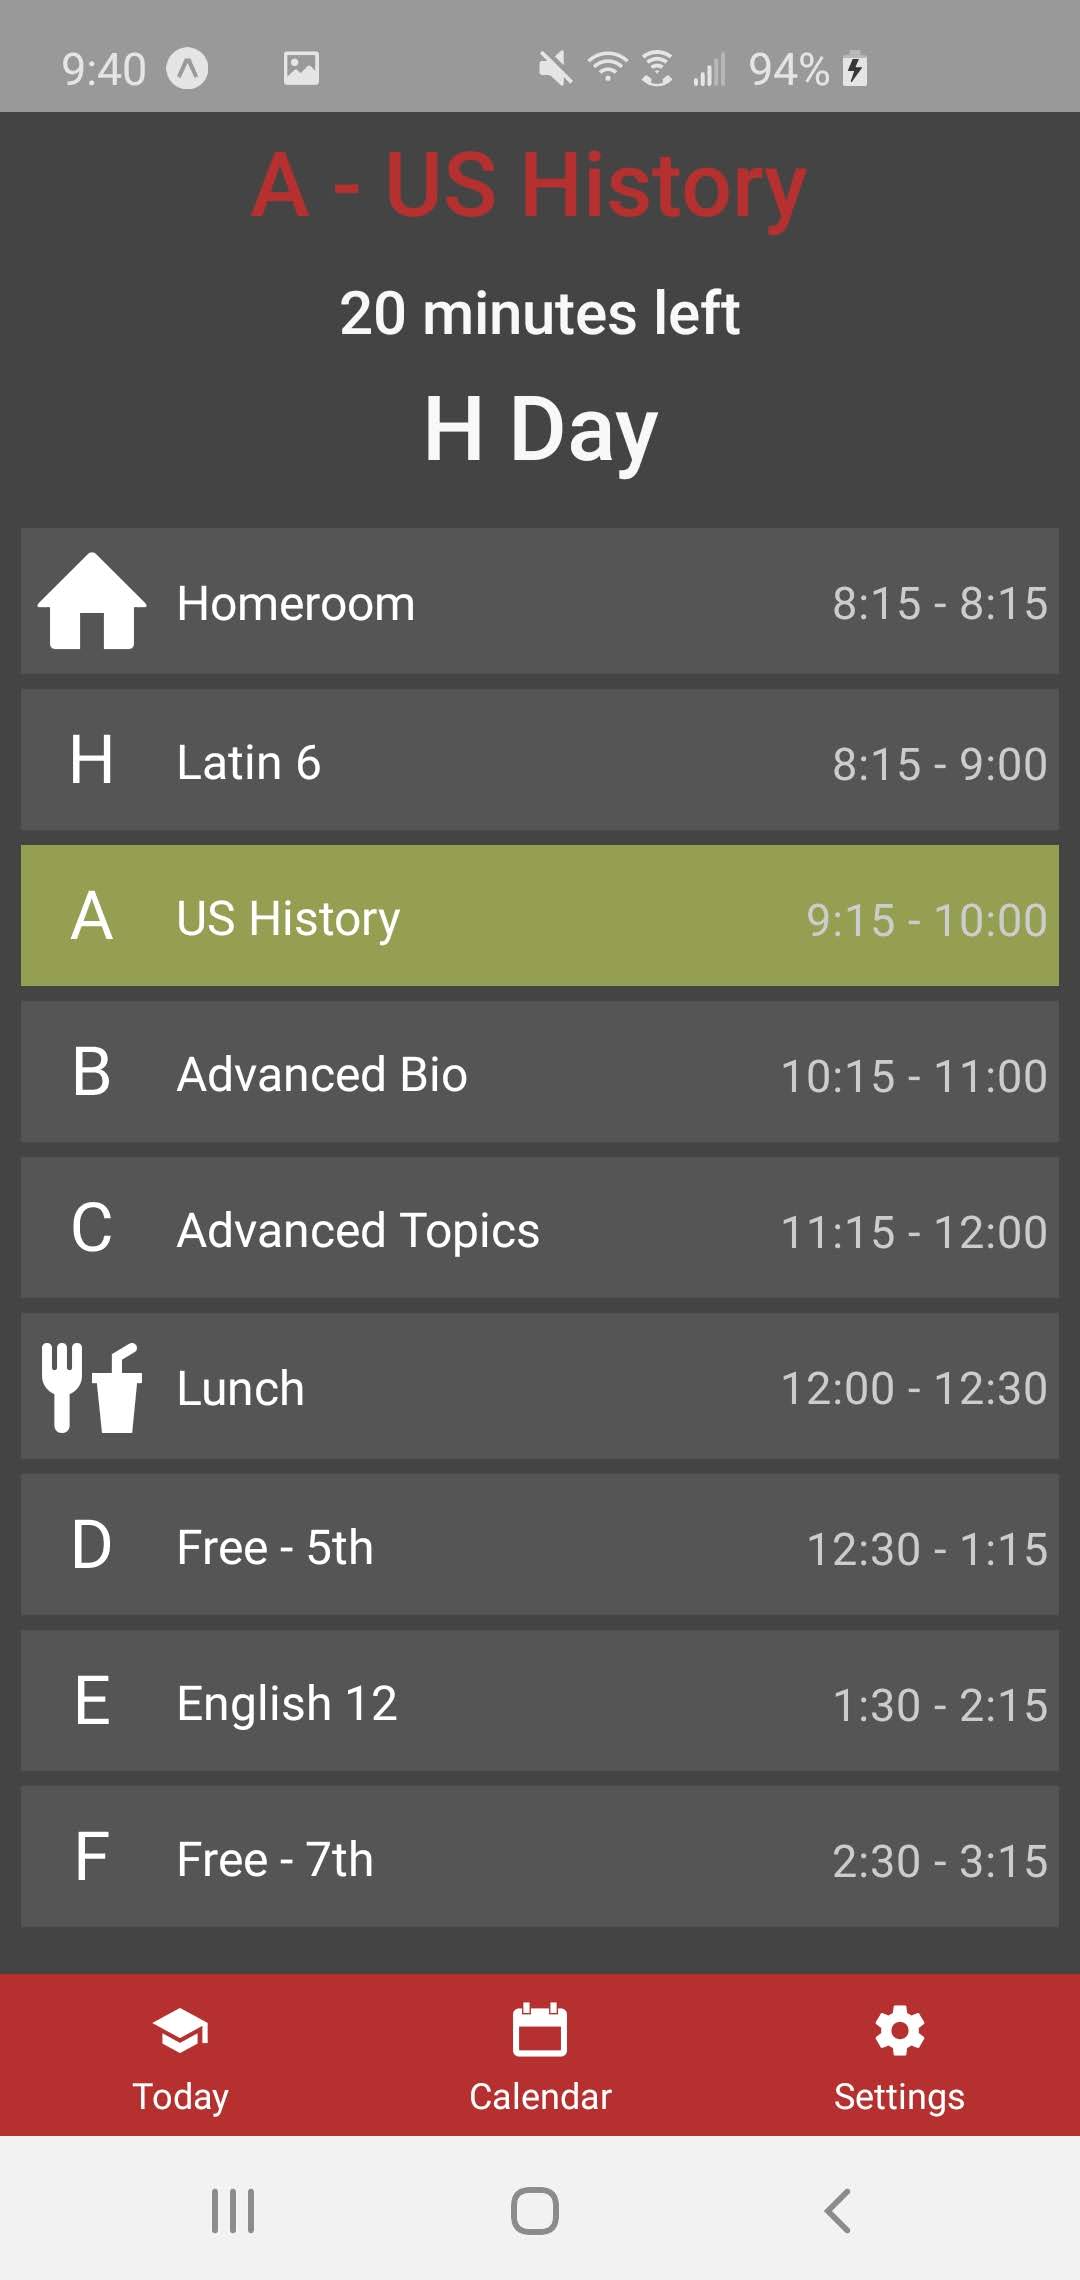 9:40 94%
A - US History
20 minutes left
H Day
Homeroom 8:15 - 8:15
H Latin 6 8:15 - 9:00
A US History 9:15 - 10:00
B Advanced Bio 10:15 - 11:00
C Advanced Topics 11:15 - 12:00
Lunch 12:00 - 12:30
D Free - 5th 12:30 - 1:15
E English 12 1:30 - 2:15
F Free - 7th 2:30 - 3:15
Today Calendar Settings